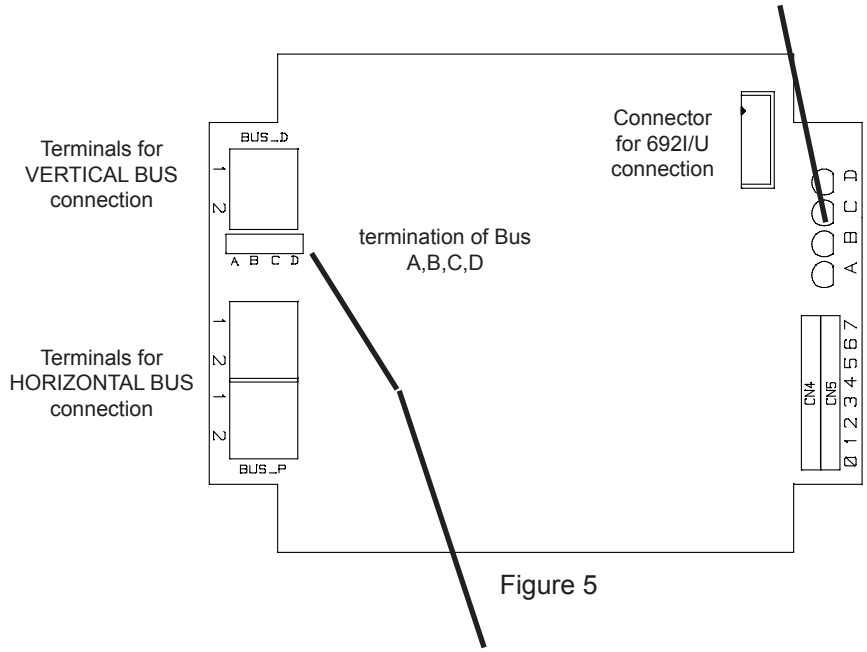 Terminals for
VERTICAL BUS
connection
BUS_D
1
2
A B C D
termination of Bus
A,B,C,D
Connector
for 692I/U
connection
A B C D
Terminals for
HORIZONTAL BUS
connection
1
2
1
2
BUS_P
CN4
CN5
0 1 2 3 4 5 6 7
Figure 5